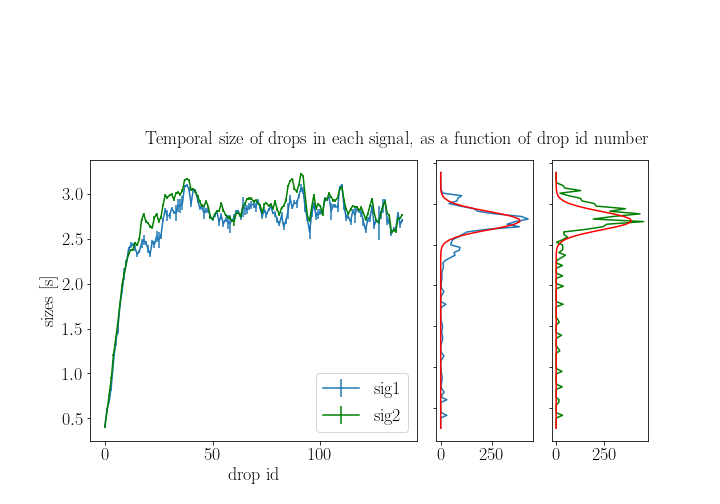 Temporal size of drops in each signal, as a function of drop id number
3.0
2.5
2.0
1.5
1.0
0.5
sizes [s]
sig1
sig2
0 50 100
0 250
0 250
drop id